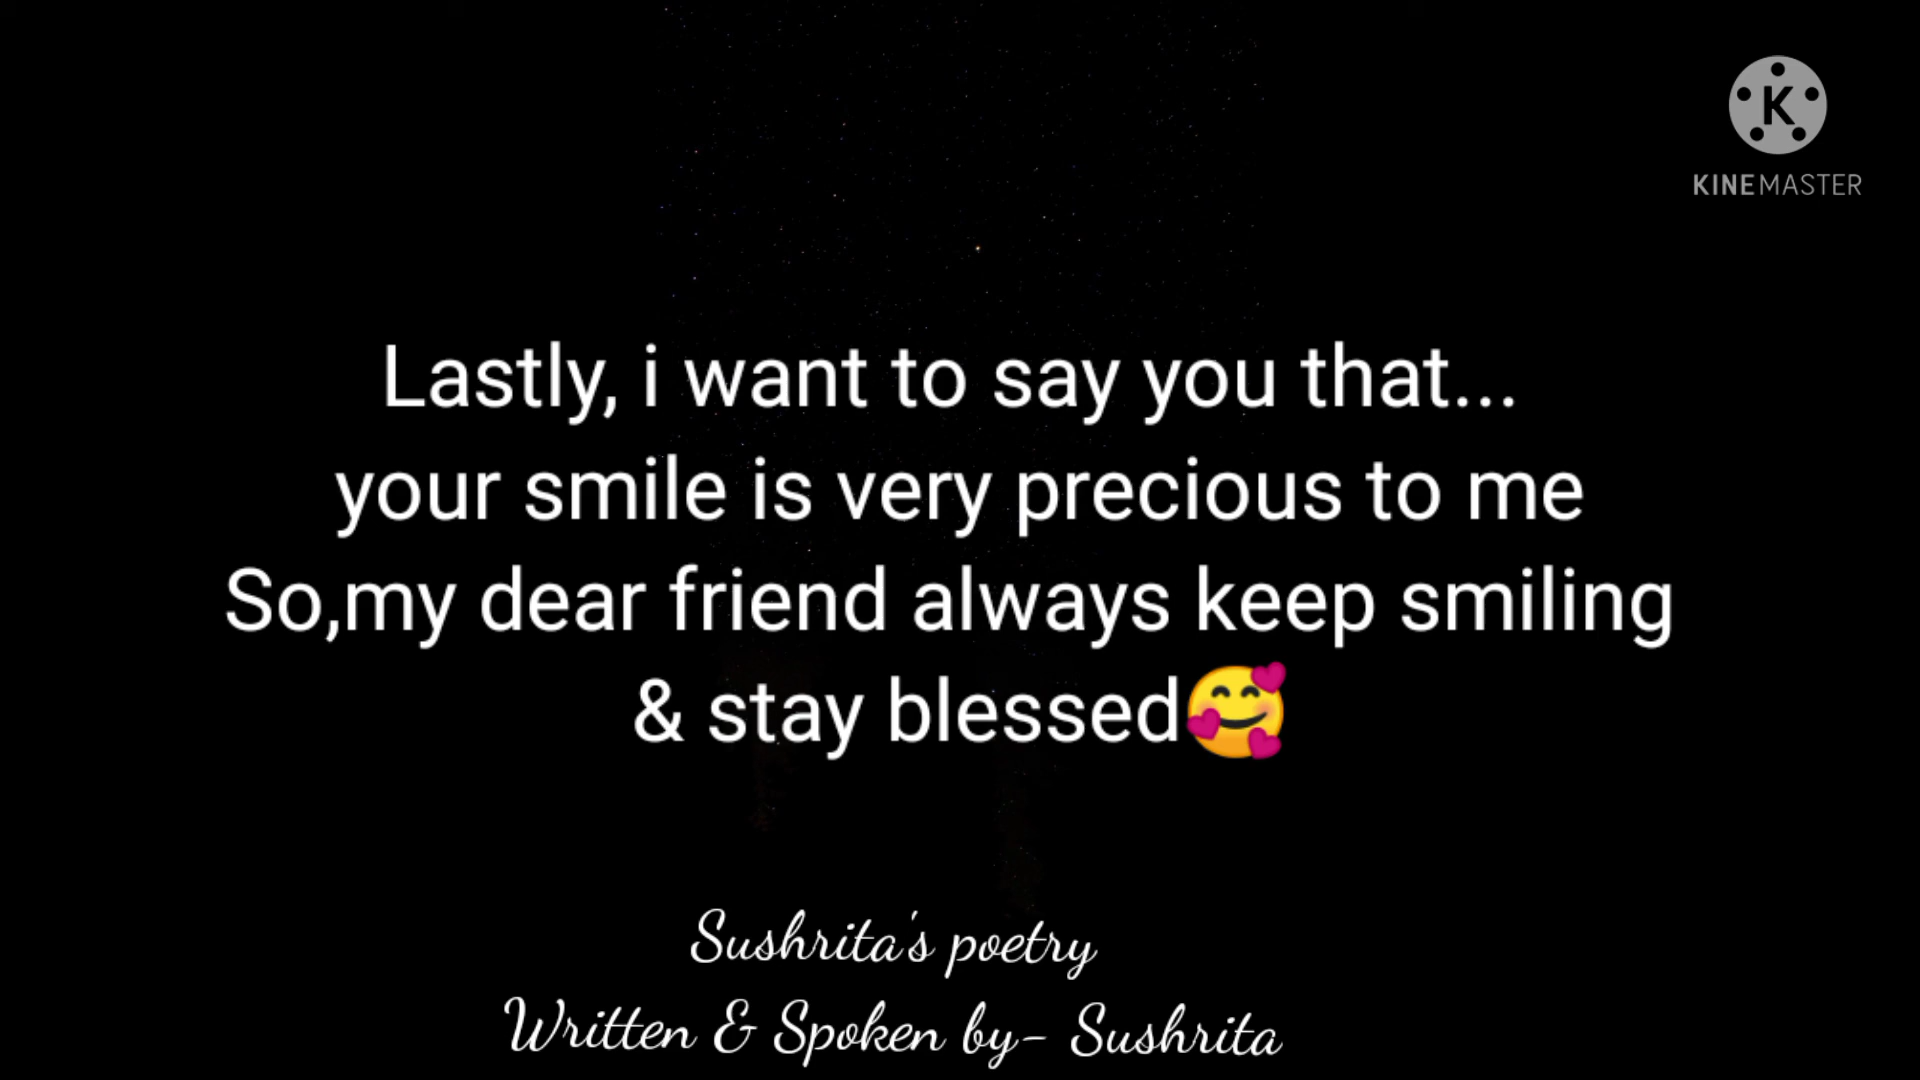 K
KINEMASTER
Lastly, i want to say you that...
your smile is very precious to me
So,my dear friend always keep smiling
& stay blessed🥰
Sushrita's poetry
Written & Spoken by- Sushrita